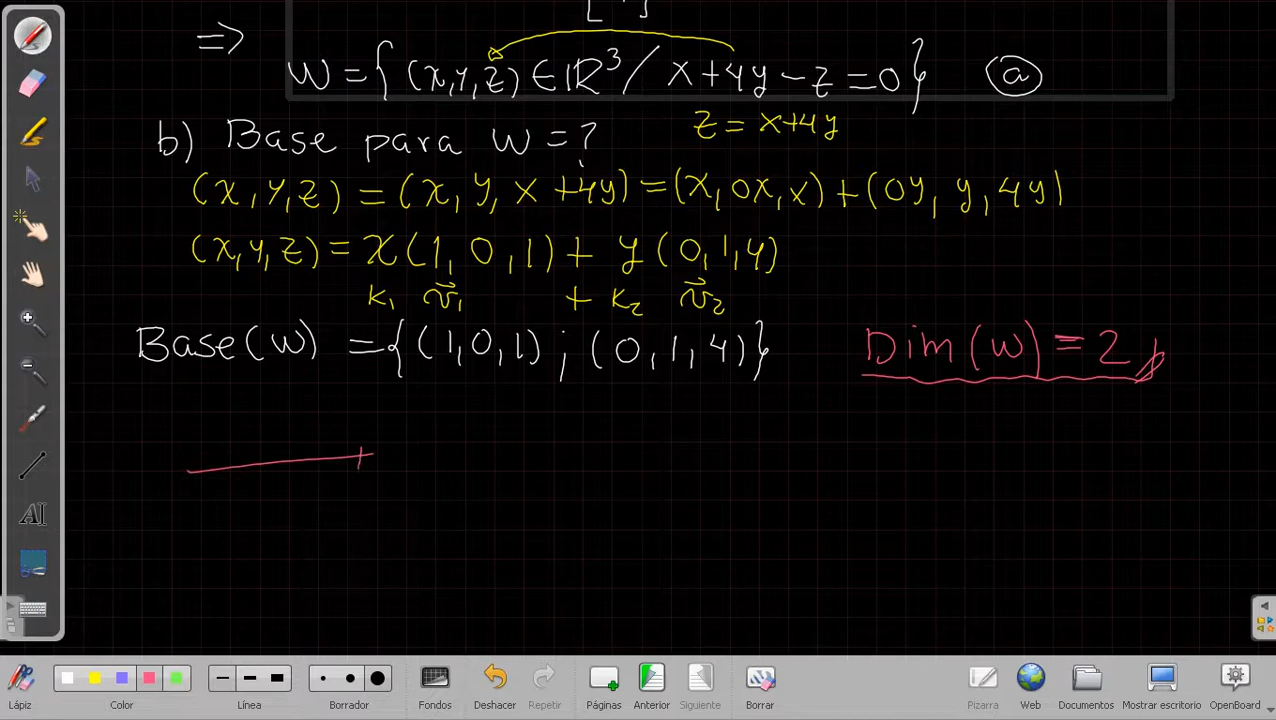 => W = { (x,y,z) ∈ IR³ / x+4y-z=0 } (a)
z = x+4y
b) Base para W = ?
(x,y,z) = (x, y, x+4y) = (x, 0x, x) + (0y, y, 4y)
(x,y,z) = x(1, 0, 1) + y(0,1,4)
k₁ v⃗₁ + k₂ v⃗₂
Base(W) = { (1,0,1) ; (0,1,4) } Dim(W) = 2
AI
Lápiz Color Línea Borrador Fondos Deshacer Repetir Páginas Anterior Siguiente Borrar Pizarra Web Documentos Mostrar escritorio OpenBoard